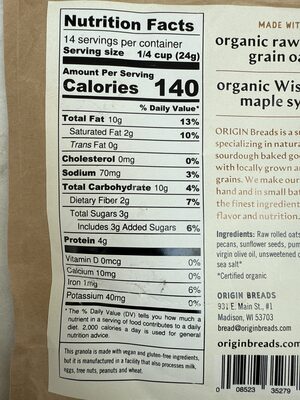 Nutrition Facts
14 servings per container
Serving size 1/4 cup (24g)
Amount Per Serving
Calories 140
% Daily Value*
Total Fat 10g 13%
Saturated Fat 2g 10%
Trans Fat 0g
Cholesterol 0mg 0%
Sodium 70mg 3%
Total Carbohydrate 10g 4%
Dietary Fiber 2g 7%
Total Sugars 3g
Includes 3g Added Sugars 6%
Protein 4g
Vitamin D 0mcg 0%
Calcium 10mg 0%
Iron 1mg 6%
Potassium 40mg 0%
*The % Daily Value (DV) tells you how much a
nutrient in a serving of food contributes to a daily
diet. 2,000 calories a day is used for general
nutrition advice.
This granola is made with vegan and gluten-free ingredients,
but it is manufactured in a facility that also processes milk,
eggs, tree nuts, peanuts and wheat.
MADE WIT
organic raw
grain oa
organic Wis
maple sy
ORIGIN Breads is a s
specializing in natura
sourdough baked go
with locally grown a
grains. We make our
hand and in small bat
the finest ingredient
flavor and nutrition.
Ingredients: Raw rolled oats
pecans, sunflower seeds, pum
virgin olive oil, unsweetened c
sea salt*
*Certified organic
ORIGIN BREADS
931 E. Main St., #1
Madison, WI 53703
bread@originbreads.com
originbreads.com
0 08523 35279